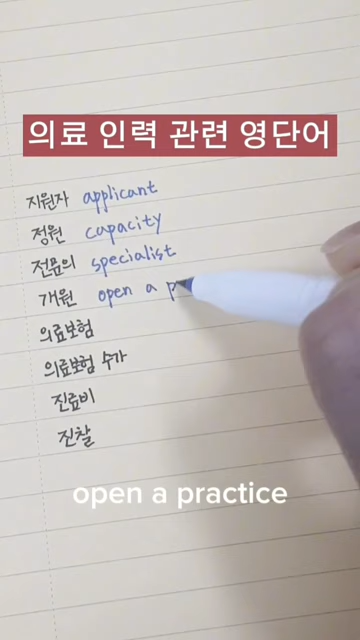 의료 인력 관련 영단어
지원자 applicant
정원 capacity
전문의 specialist
개원 open a p
의료보험
의료보험 수가
진료비
진찰
open a practice